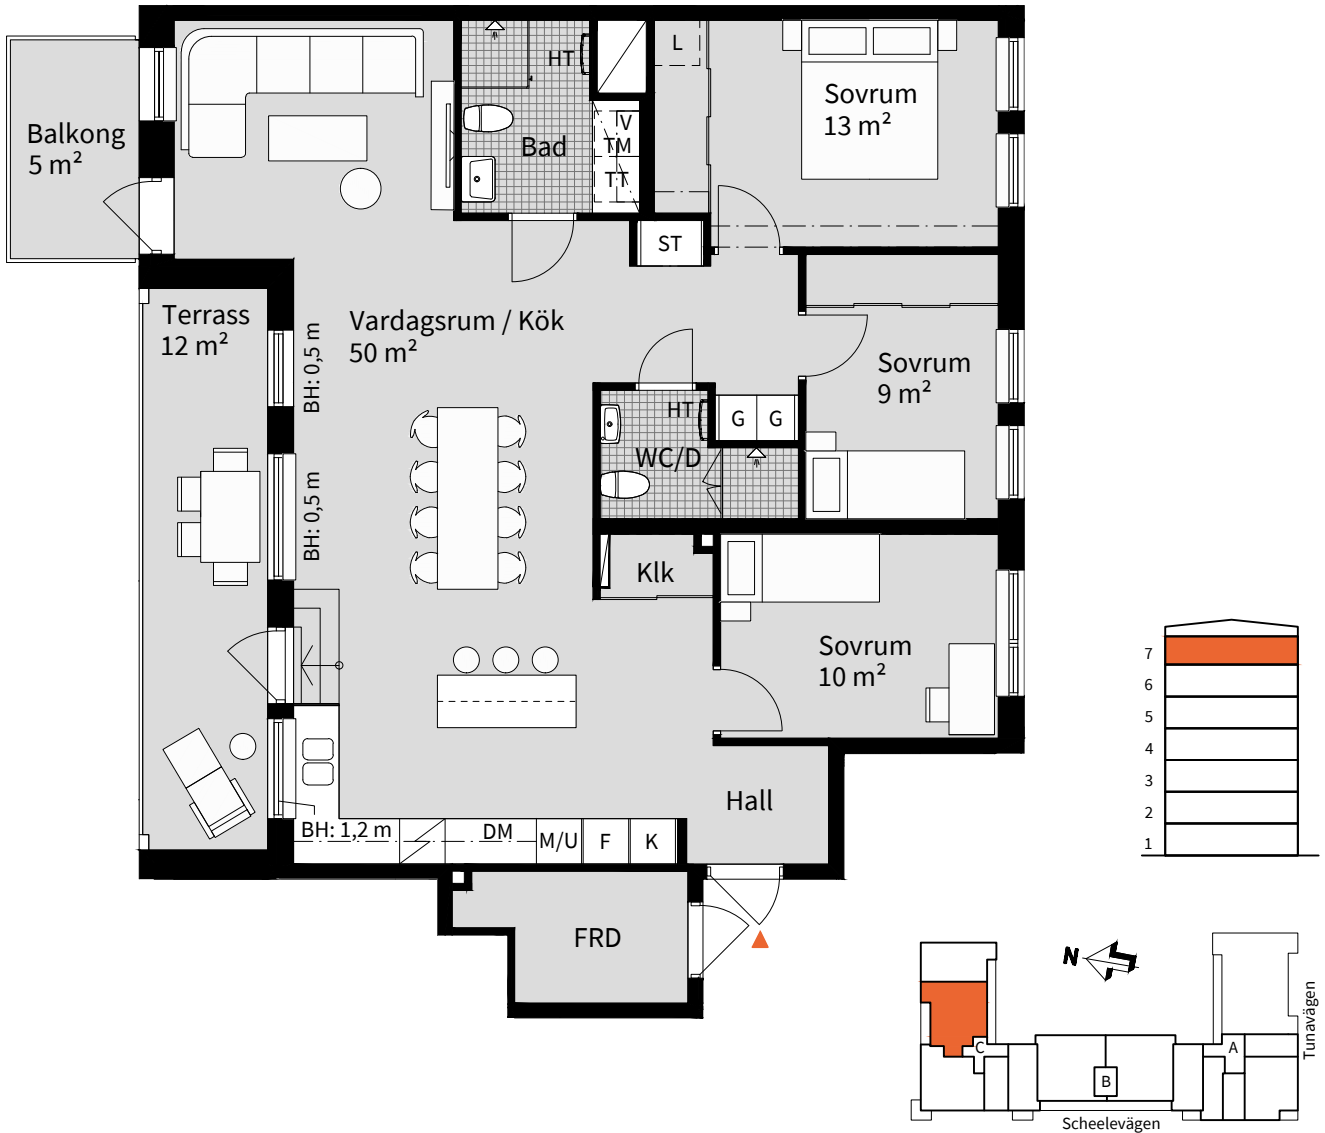 L
HT
Sovrum
13 m²
Balkong
5 m²
V
TM
TT
Bad
ST
Terrass
12 m²
BH: 0,5 m
Vardagsrum / Kök
50 m²
Sovrum
9 m²
HT
G
G
WC/D
BH: 0,5 m
Klk
Sovrum
10 m²
Hall
BH: 1,2 m
DM
M/U
F
K
FRD
7
6
5
4
3
2
1
N
C
B
A
Tunavägen
Scheelevägen